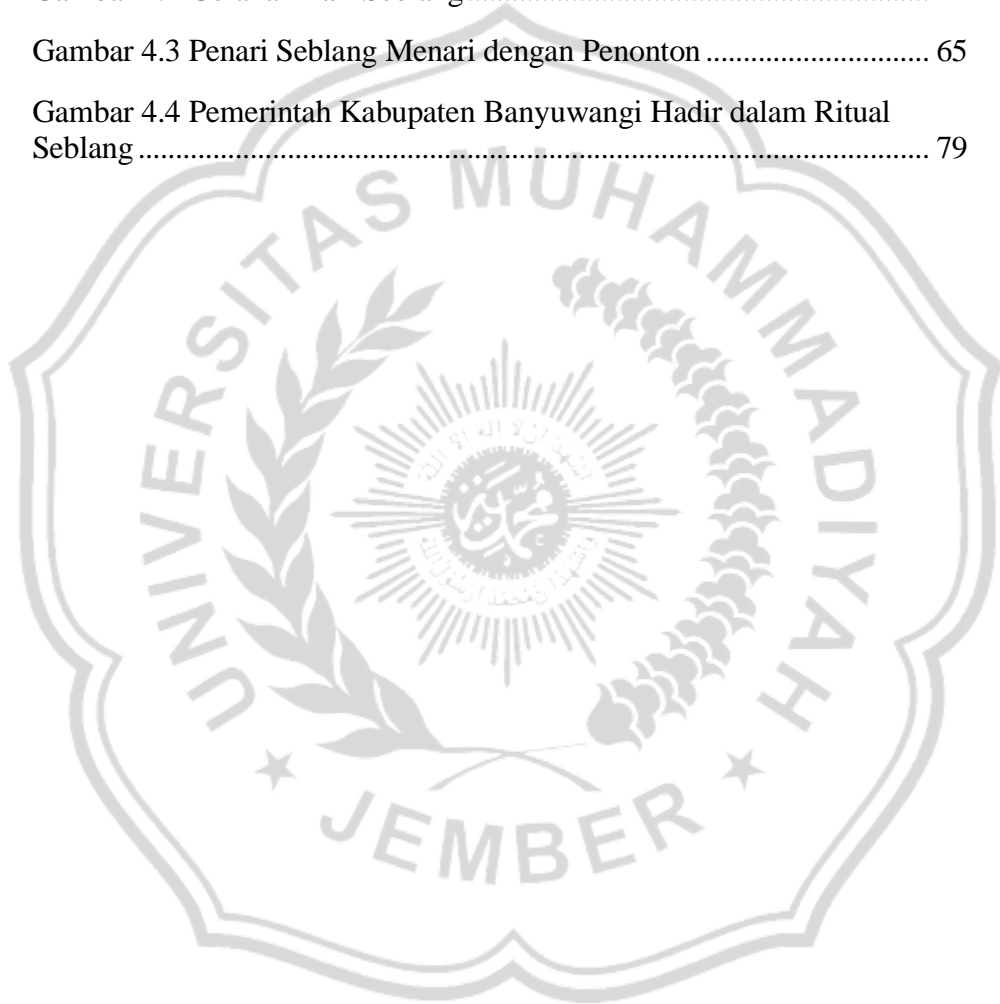 Gambar 4.3 Penari Seblang Menari dengan Penonton .............................. 65
Gambar 4.4 Pemerintah Kabupaten Banyuwangi Hadir dalam Ritual
Seblang .......................................................................................................... 79
UNIVERSITAS MUHAMMADIYAH
JEMBER